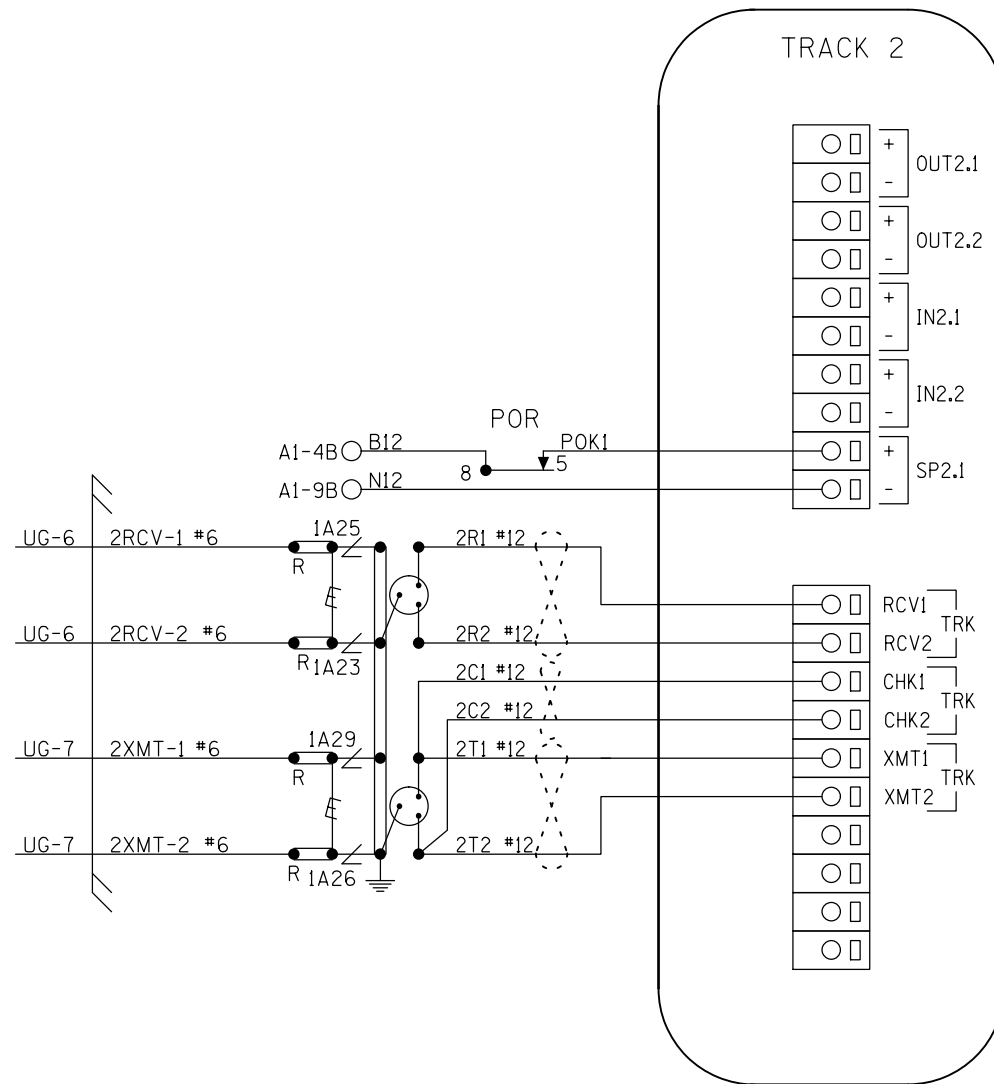 TRACK 2
+
OUT2.1
-
+
OUT2.2
-
+
IN2.1
-
+
IN2.2
-
POR
A1-4B B12 8 5 POK1 +
SP2.1
A1-9B N12 -
UG-6 2RCV-1 #6 1A25 2R1 #12
R
E
RCV1
TRK
UG-6 2RCV-2 #6 R 1A23 2R2 #12 RCV2
2C1 #12 CHK1
TRK
2C2 #12 CHK2
UG-7 2XMT-1 #6 1A29 2T1 #12 XMT1
R
TRK
E
XMT2
UG-7 2XMT-2 #6 R 1A26 2T2 #12